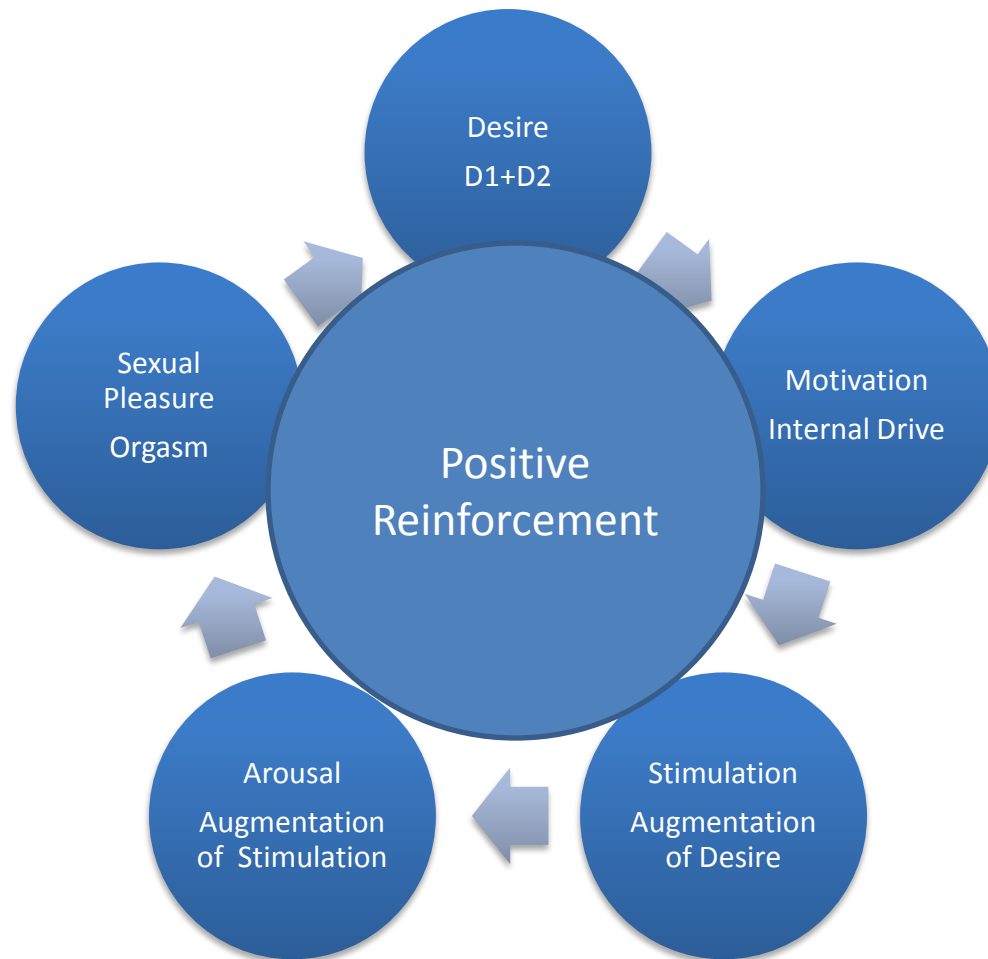 Desire
D1+D2
Motivation
Internal Drive
Stimulation
Augmentation
of Desire
Arousal
Augmentation
of Stimulation
Sexual
Pleasure
Orgasm
Positive
Reinforcement